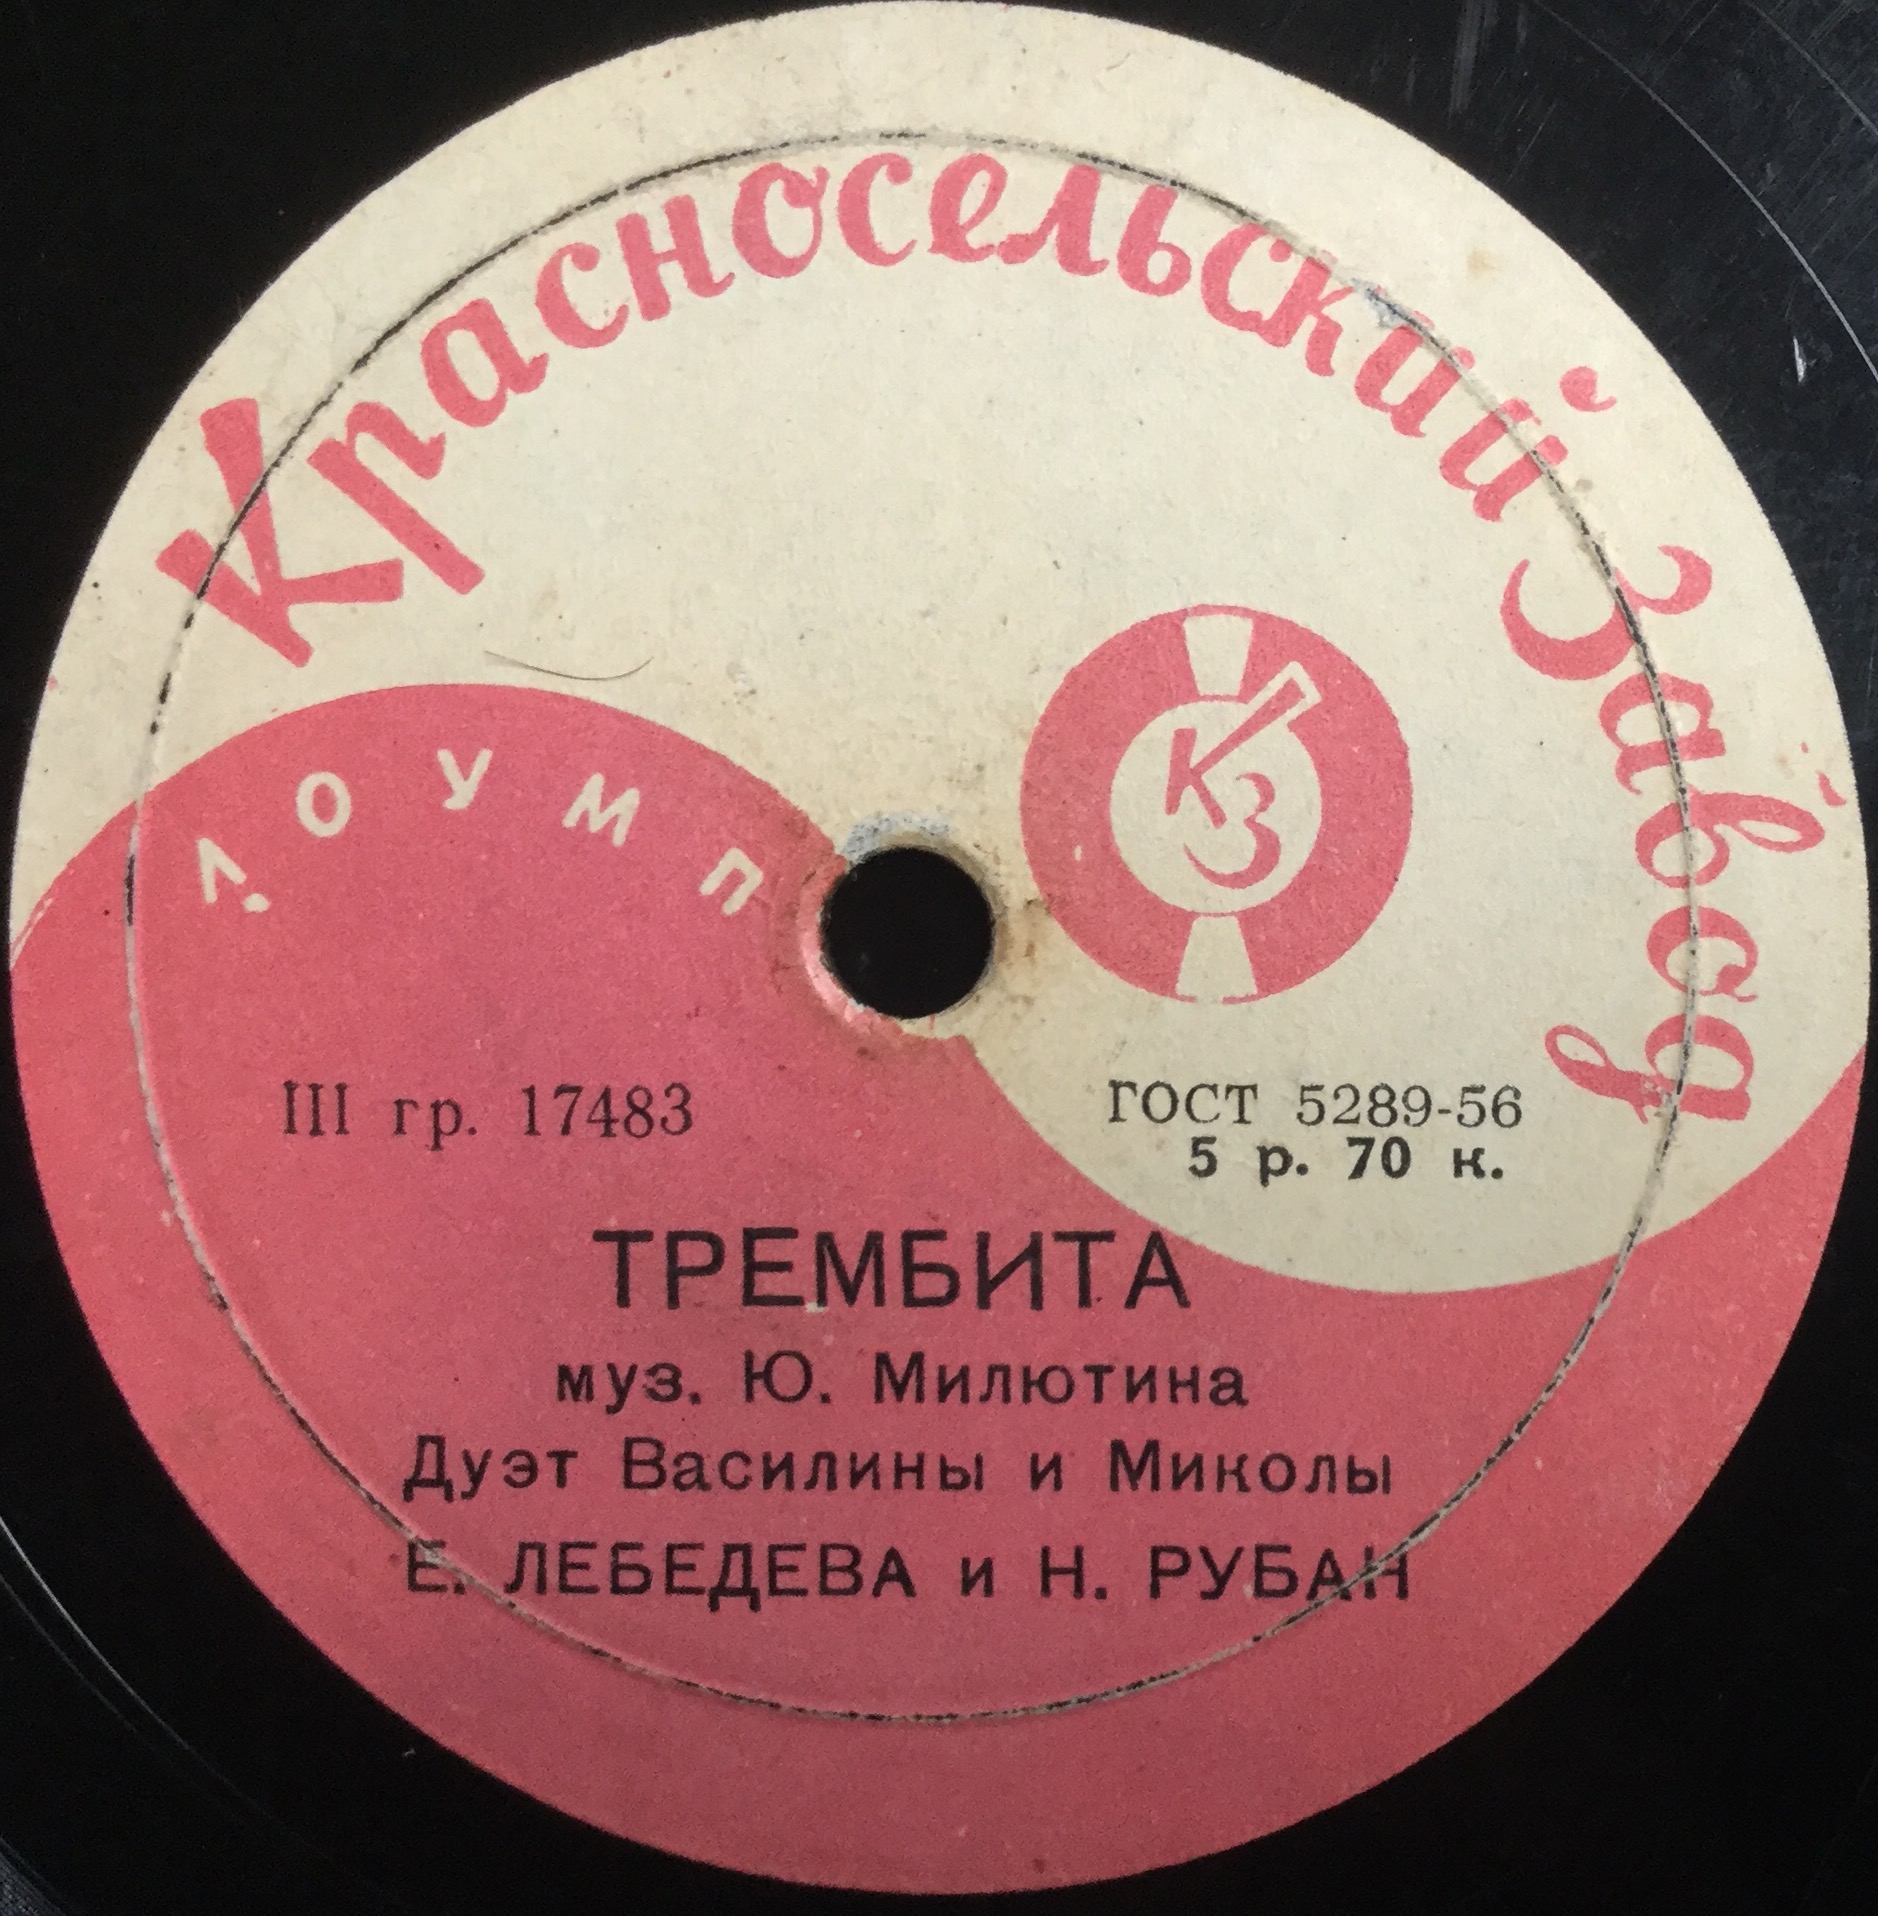 Красносельский Завод
ЛОУМП
КЗ
III гр. 17483
ГОСТ 5289-56
5 р. 70 к.
ТРЕМБИТА
муз. Ю. Милютина
Дуэт Василины и Миколы
Е. ЛЕБЕДЕВА и Н. РУБАН